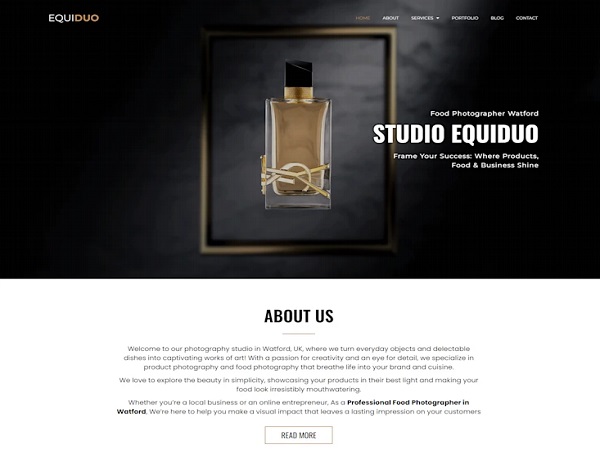 EQUIDUO
HOME ABOUT SERVICES PORTFOLIO BLOG CONTACT
Food Photographer Watford
STUDIO EQUIDUO
Frame Your Success: Where Products,
Food & Business Shine
ABOUT US
Welcome to our photography studio in Watford, UK, where we turn everyday objects and delectable
dishes into captivating works of art! With a passion for creativity and an eye for detail, we specialize in
product photography and food photography that breathe life into your brand and cuisine.
We love to explore the beauty in simplicity, showcasing your products in their best light and making your
food look irresistibly mouthwatering.
Whether you're a local business or an online entrepreneur, As a Professional Food Photographer in
Watford. We're here to help you make a visual impact that leaves a lasting impression on your customers
READ MORE